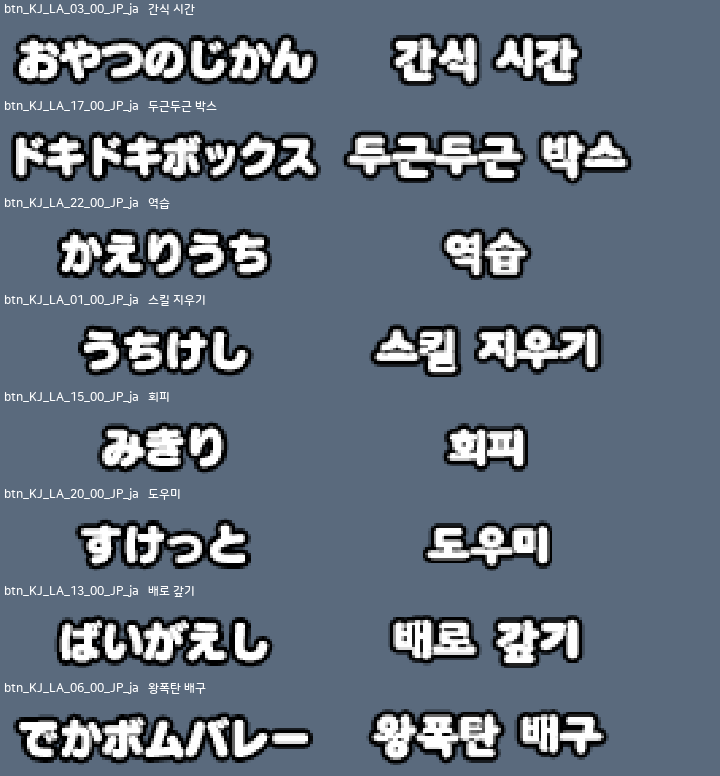 btn_KJ_LA_03_00_JP_ja 간식 시간
おやつのじかん 간식 시간
btn_KJ_LA_17_00_JP_ja 두근두근 박스
ドキドキボックス 두근두근 박스
btn_KJ_LA_22_00_JP_ja 역습
かえりうち 역습
btn_KJ_LA_01_00_JP_ja 스킬 지우기
うちけし 스킬 지우기
btn_KJ_LA_15_00_JP_ja 회피
みきり 회피
btn_KJ_LA_20_00_JP_ja 도우미
すけっと 도우미
btn_KJ_LA_13_00_JP_ja 배로 갚기
ばいがえし 배로 갚기
btn_KJ_LA_06_00_JP_ja 왕폭탄 배구
でかボムバレー 왕폭탄 배구